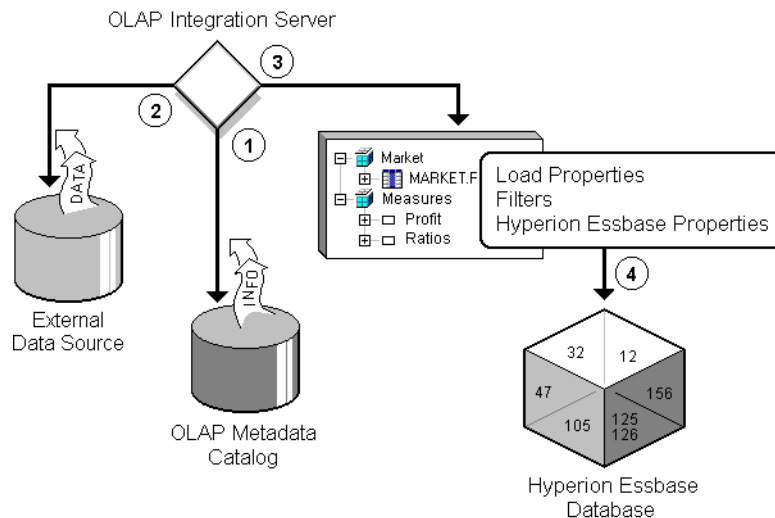 OLAP Integration Server
3
2
1
DATA
INFO
Market
MARKET.F
Measures
Profit
Ratios
Load Properties
Filters
Hyperion Essbase Properties
4
External
Data Source
OLAP Metadata
Catalog
32
12
47
156
105
125
126
Hyperion Essbase
Database